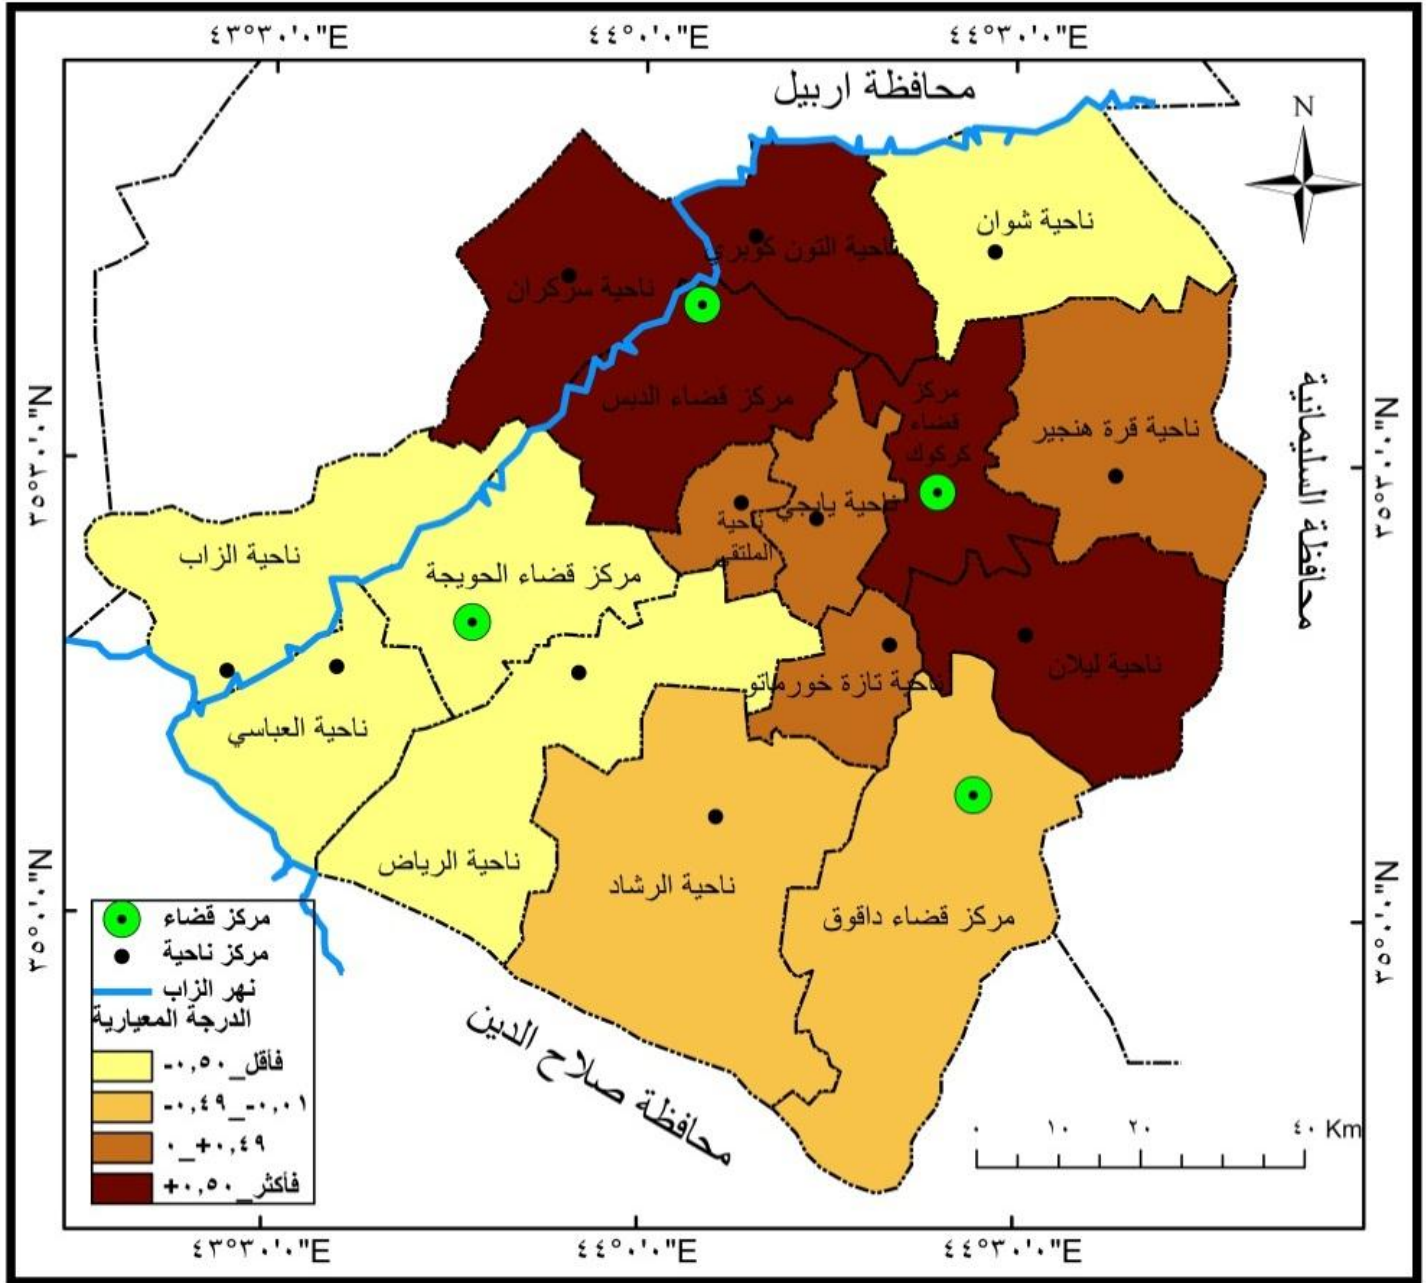 ٤٣°٣٠'٠"E
٤٤°٠'٠"E
٤٤°٣٠'٠"E
محافظة اربيل
N
ناحية شوان
ناحية التون كوبري
ناحية سركران
مركز قضاء الدبس
مركز
قضاء
كركوك
ناحية قرة هنجير
محافظة السليمانية
٣٥°٣٠'٠"N
٣٥°٣٠'٠"N
ناحية يايجي
ناحية
الملتقى
ناحية الزاب
مركز قضاء الحويجة
ناحية ليلان
ناحية تازة خورماتو
ناحية العباسي
ناحية الرياض
ناحية الرشاد
مركز قضاء داقوق
٣٥°٠'٠"N
٣٥°٠'٠"N
محافظة صلاح الدين
مركز قضاء
مركز ناحية
نهر الزاب
الدرجة المعيارية
فأقل_٠,٥٠-
-٠,٤٩_-٠,٠١
٠_+٠,٤٩
فأكثر_٠,٥٠+
٠ ١٠ ٢٠ ٤٠ Km
٤٣°٣٠'٠"E
٤٤°٠'٠"E
٤٤°٣٠'٠"E